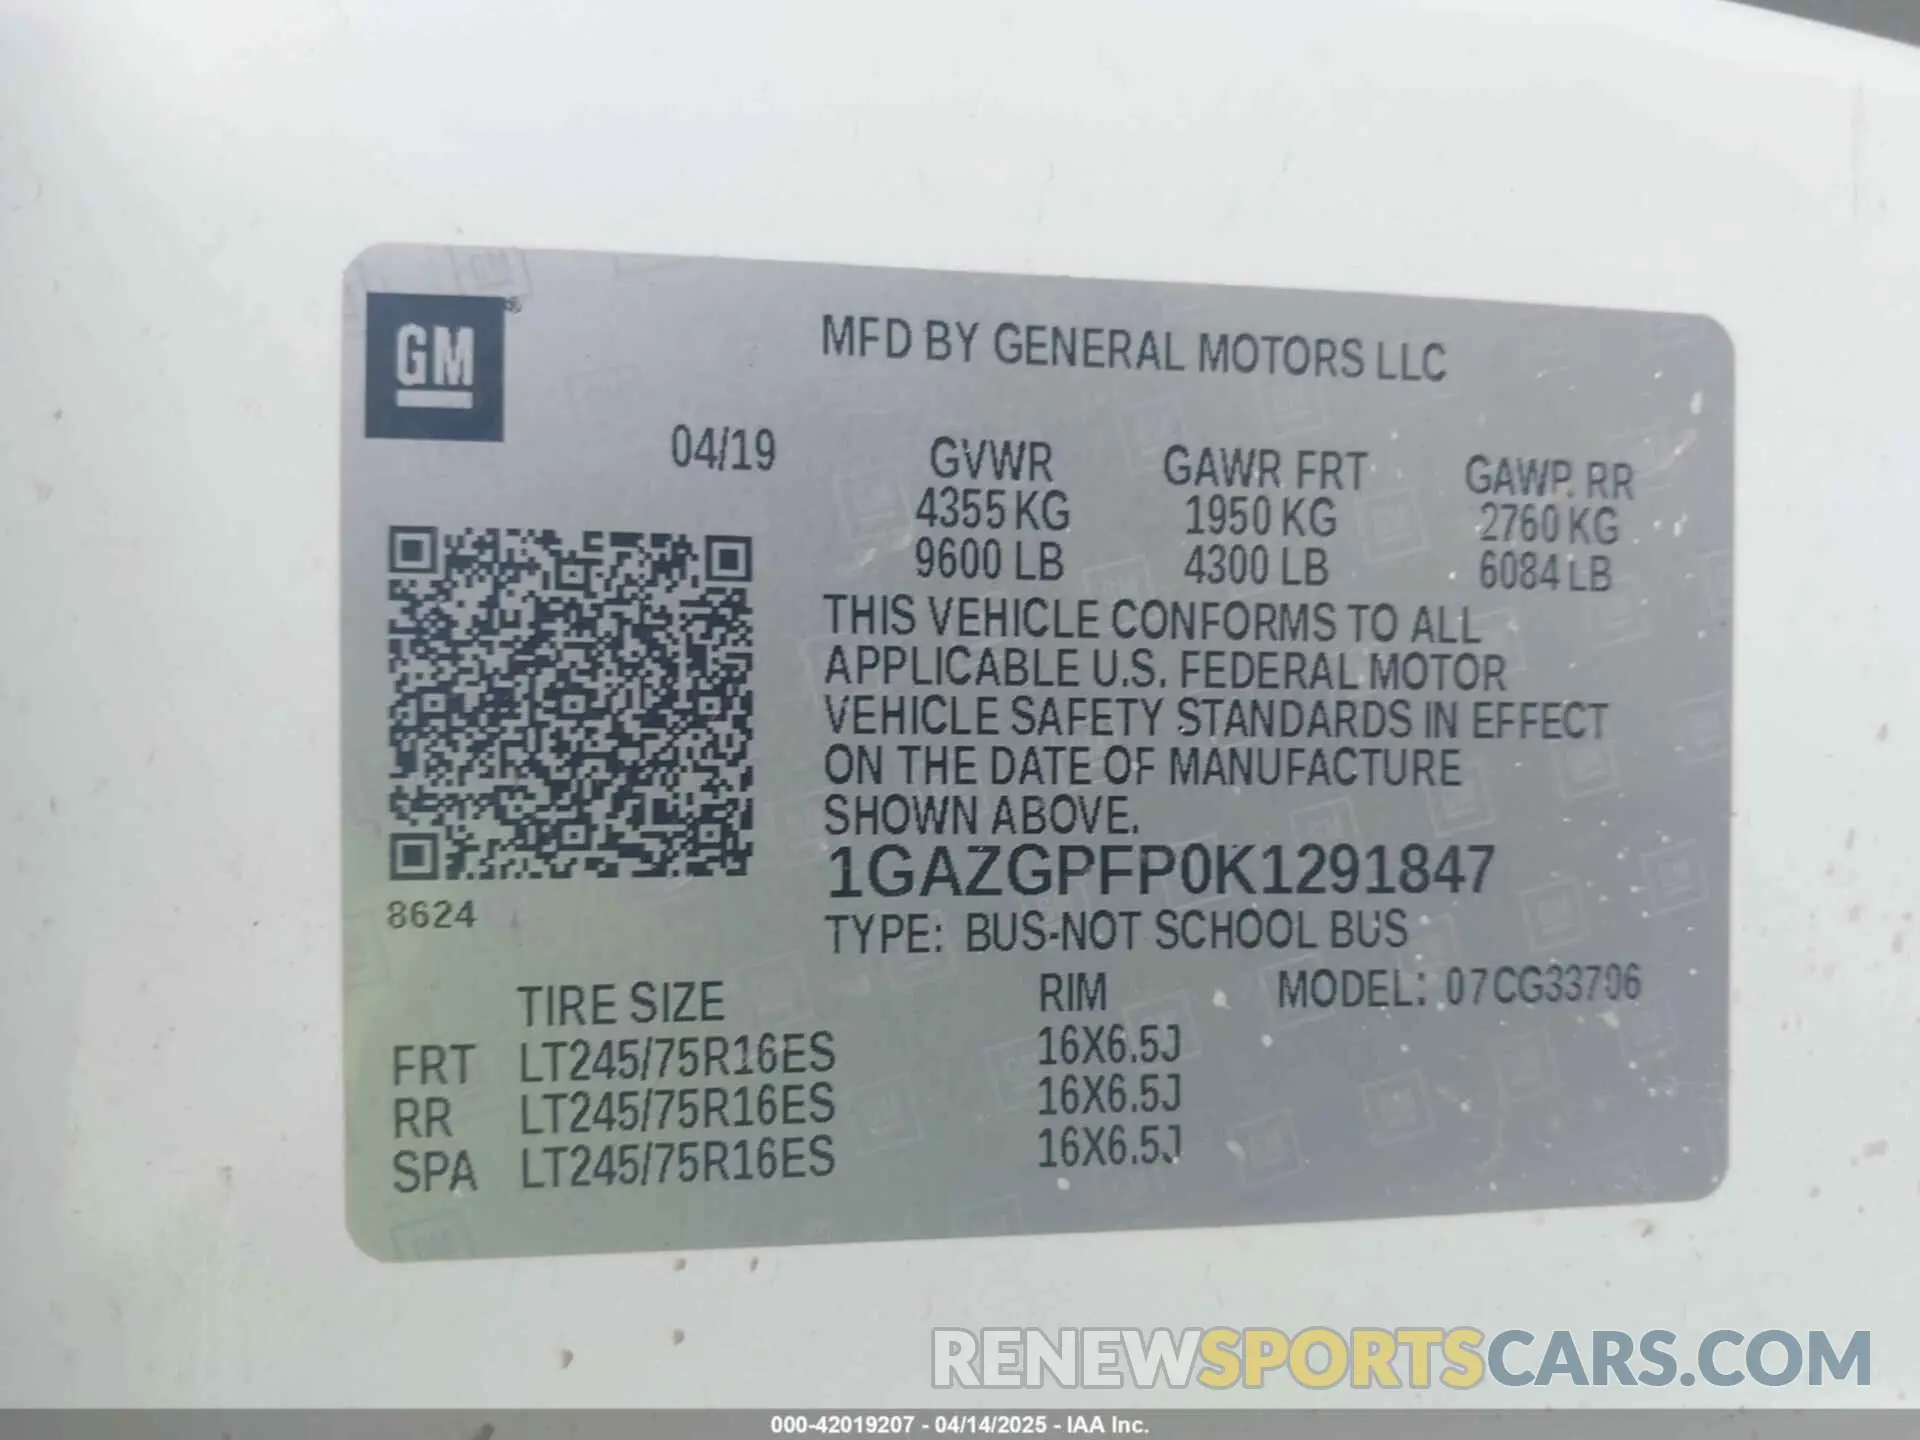 GM
MFD BY GENERAL MOTORS LLC
04/19
GVWR GAWR FRT GAWR RR
4355 KG 1950 KG 2760 KG
9600 LB 4300 LB 6084 LB
THIS VEHICLE CONFORMS TO ALL
APPLICABLE U.S. FEDERAL MOTOR
VEHICLE SAFETY STANDARDS IN EFFECT
ON THE DATE OF MANUFACTURE
SHOWN ABOVE.
1GAZGPFP0K1291847
8624
TYPE: BUS-NOT SCHOOL BUS
TIRE SIZE RIM MODEL: 07CG33706
FRT LT245/75R16ES 16X6.5J
RR LT245/75R16ES 16X6.5J
SPA LT245/75R16ES 16X6.5J
RENEWSPORTSCARS.COM
000-42019207 - 04/14/2025 - IAA Inc.